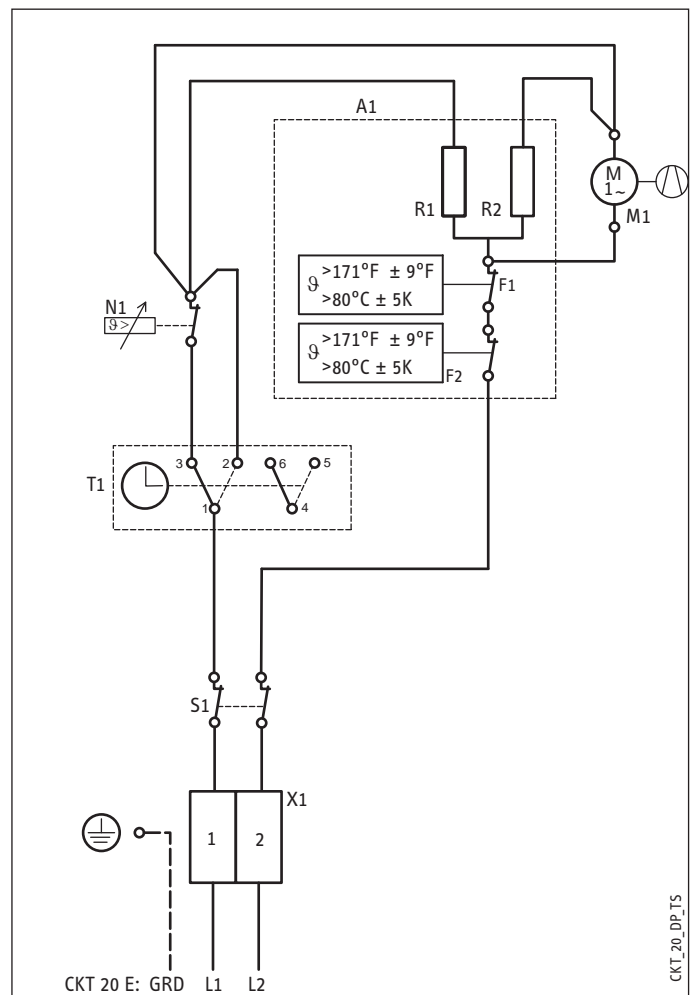 A1
R1
R2
M
1~
M1
ϑ >171°F ± 9°F
>80°C ± 5K
F1
ϑ >171°F ± 9°F
>80°C ± 5K
F2
N1
ϑ>
T1
3
2
6
5
1
4
S1
X1
1
2
CKT 20 E: GRD L1 L2
CKT_20_DP_TS